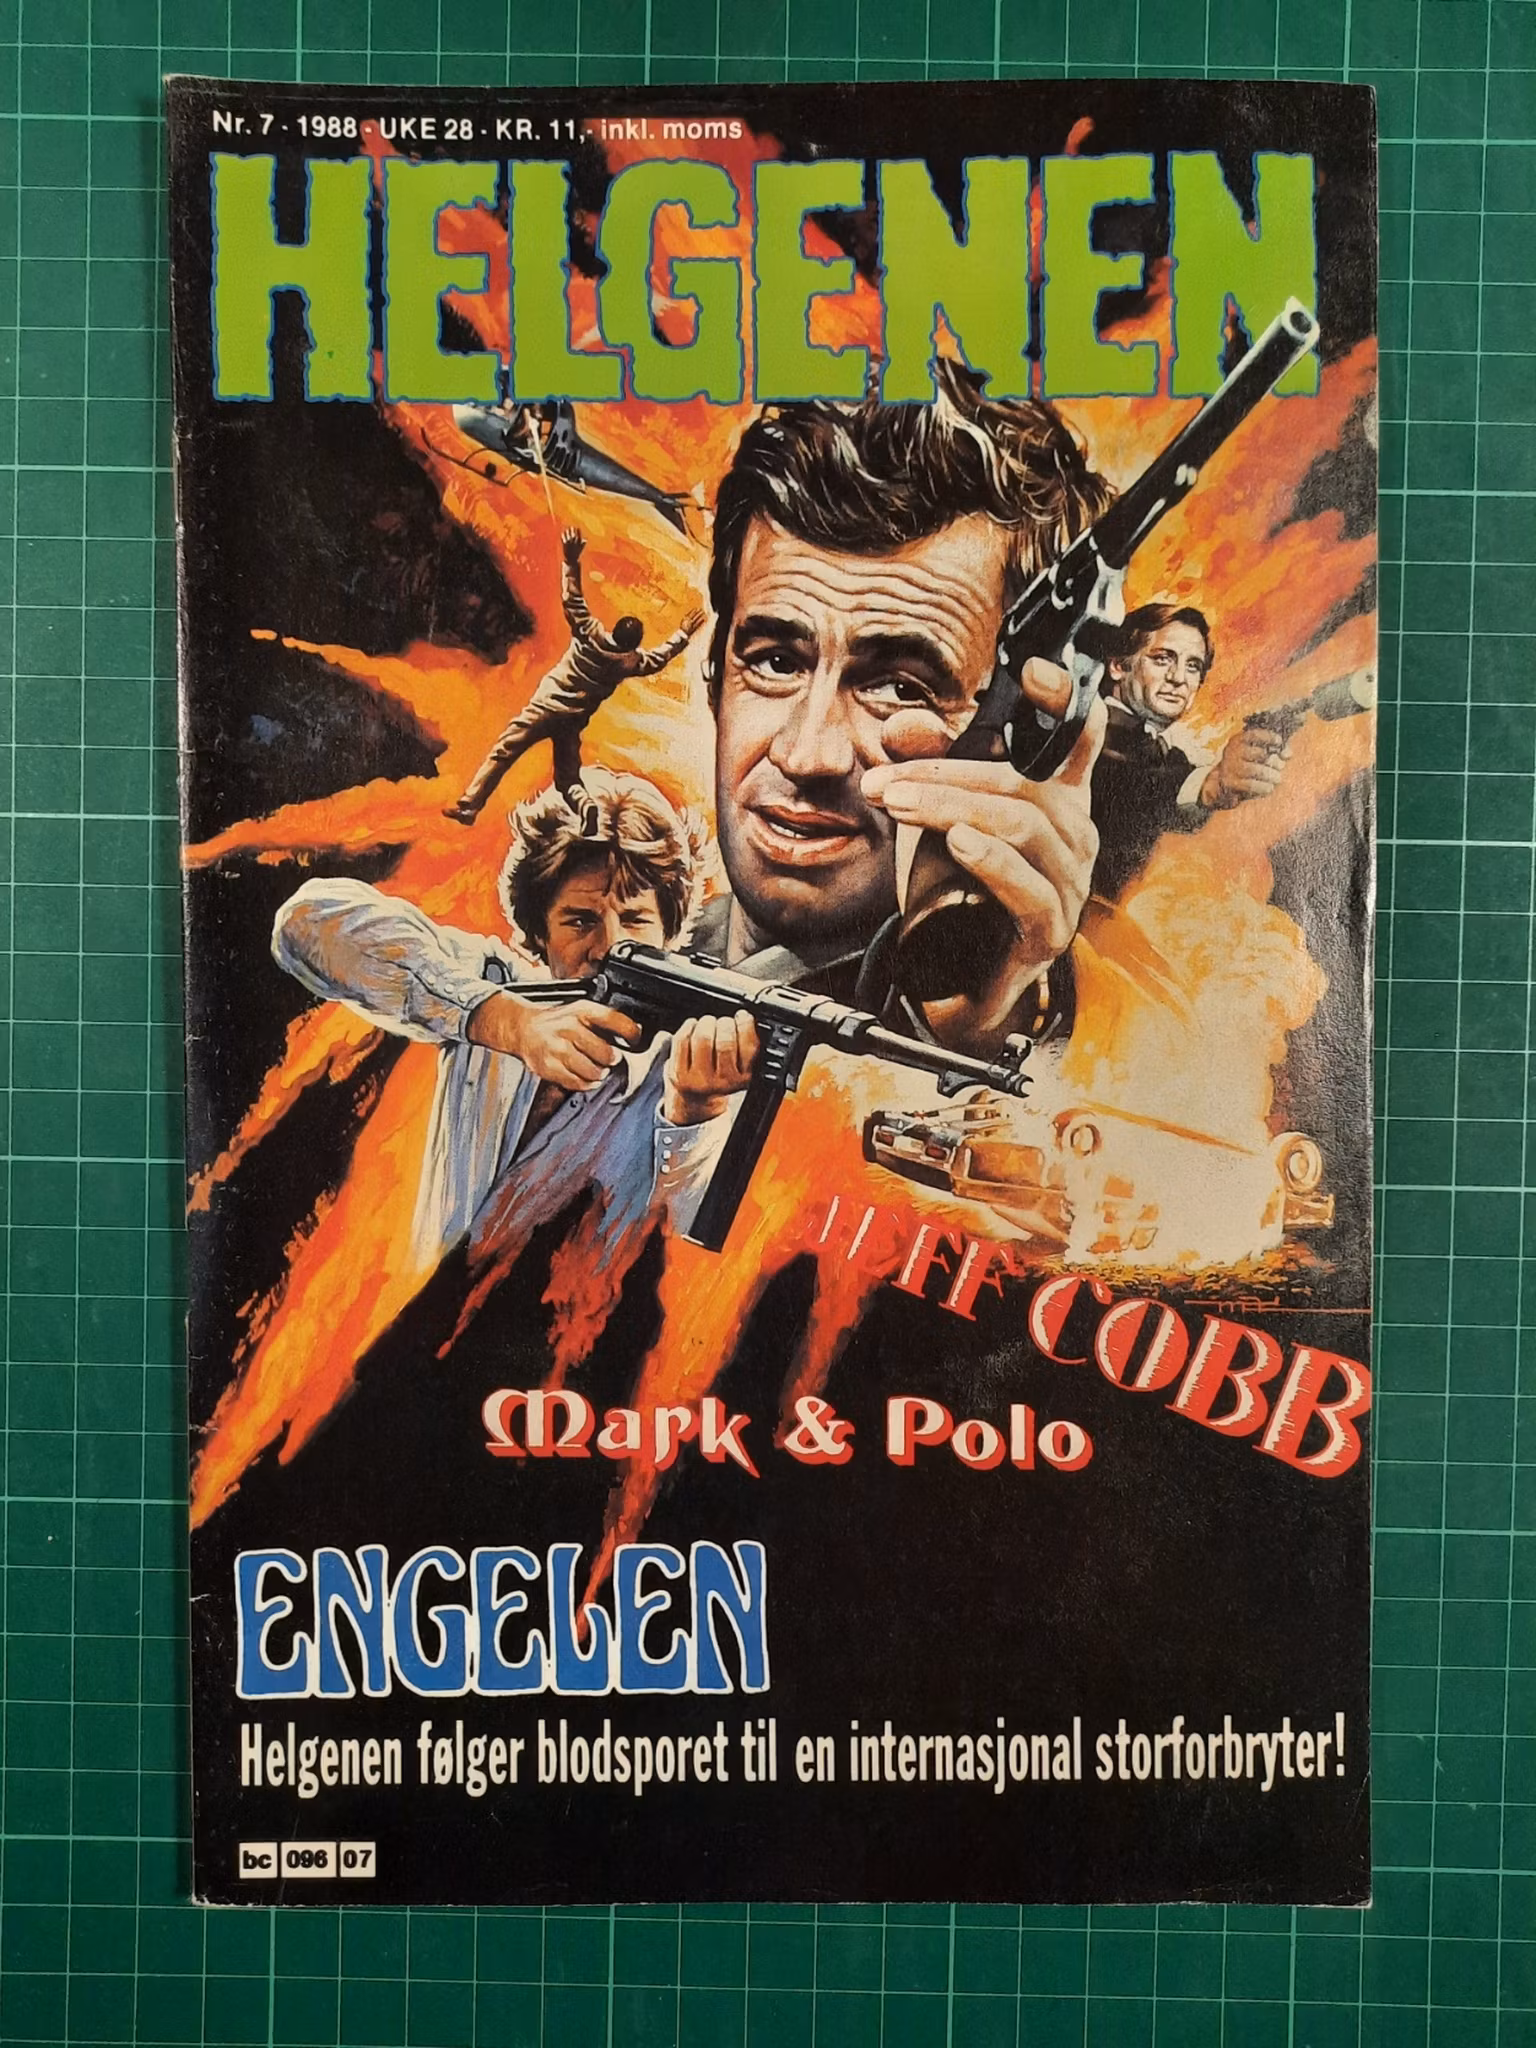 Nr. 7 - 1988 - UKE 28 - KR. 11,- inkl. moms
HELGENEN
JEFF COBB
Mark & Polo
ENGELEN
Helgenen følger blodsporet til en internasjonal storforbryter!
bc 096 07